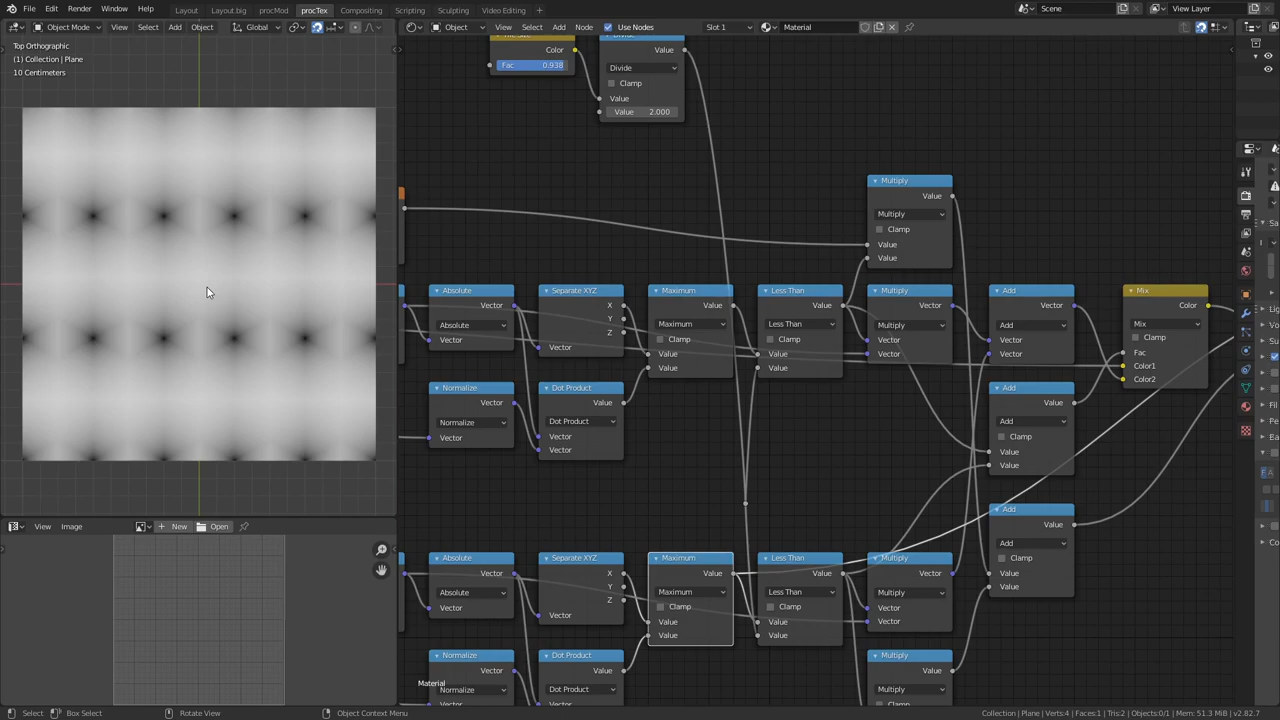 File Edit Render Window Help Layout Layout.big procMod procTex Compositing Scripting Scultping Video Editing + Scene View Layer
View Select Add Object Global Object View Select Add Node Use Nodes Slot 1 Material
Top Orthographic
(1) Collection | Plane
10 Centimeters
Color
Fac 0.938
Divide
Value
Divide
Clamp
Value
Value 2.000
Multiply
Value
Multiply
Clamp
Value
Value
Absolute
Vector
Absolute
Vector
Separate XYZ
X
Y
Z
Vector
Maximum
Value
Maximum
Clamp
Value
Value
Less Than
Value
Less Than
Clamp
Value
Value
Multiply
Vector
Multiply
Vector
Vector
Add
Vector
Add
Vector
Vector
Mix
Color
Mix
Clamp
Fac
Color1
Color2
Normalize
Vector
Normalize
Vector
Dot Product
Value
Dot Product
Vector
Vector
Add
Value
Add
Clamp
Value
Value
Add
Value
Add
Clamp
Value
Value
View Image New Open
Absolute
Vector
Absolute
Vector
Separate XYZ
X
Y
Z
Vector
Maximum
Value
Maximum
Clamp
Value
Value
Less Than
Value
Less Than
Clamp
Value
Value
Multiply
Vector
Multiply
Vector
Vector
Normalize
Vector
Normalize
Dot Product
Value
Dot Product
Multiply
Value
Multiply
Material
Select Box Select Rotate View Object Context Menu Collection | Plane | Verts:4 | Faces:1 | Tris:2 | Objects:0/1 | Mem: 51.3 MiB | v2.82.7